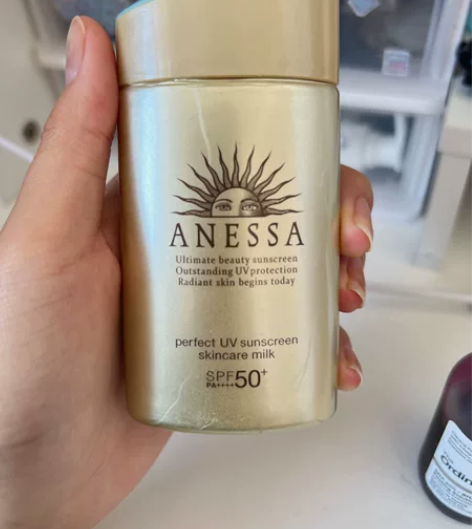 ANESSA
Ultimate beauty sunscreen
Outstanding UV protection
Radiant skin begins today
perfect UV sunscreen
skincare milk
SPF50+
PA++++